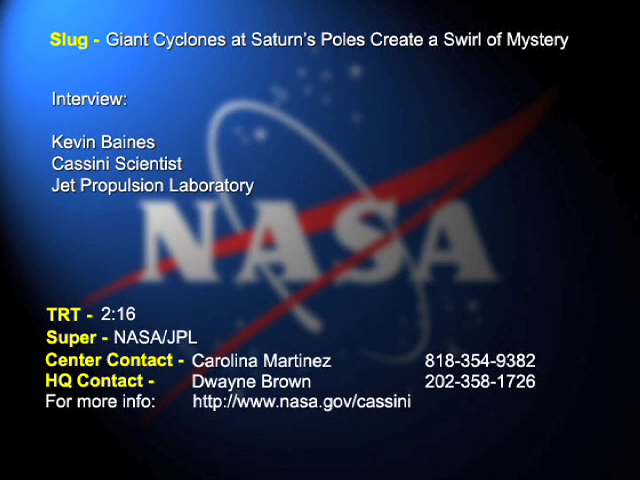 Slug - Giant Cyclones at Saturn's Poles Create a Swirl of Mystery
Interview:
Kevin Baines
Cassini Scientist
Jet Propulsion Laboratory
NASA
TRT - 2:16
Super - NASA/JPL
Center Contact - Carolina Martinez 818-354-9382
HQ Contact - Dwayne Brown 202-358-1726
For more info: http://www.nasa.gov/cassini